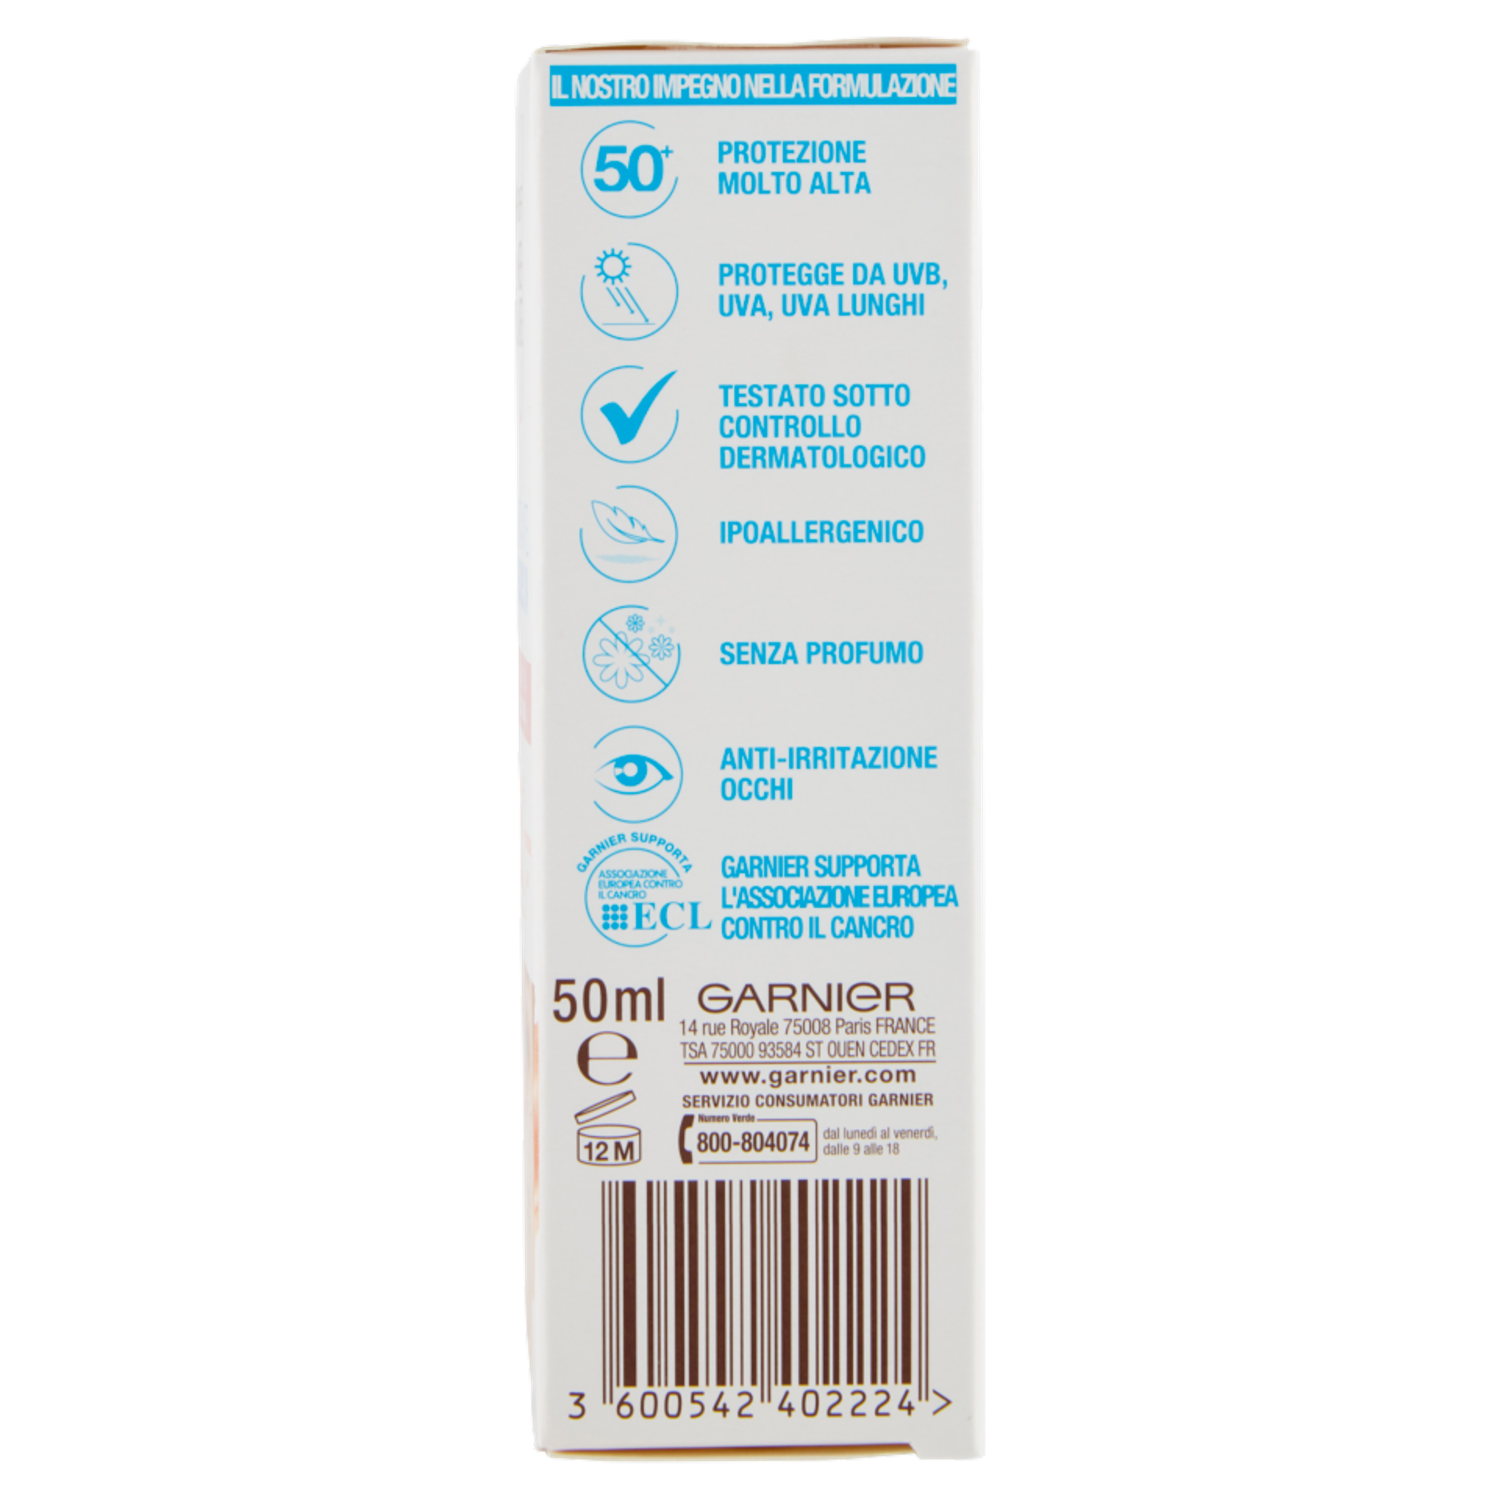 IL NOSTRO IMPEGNO NELLA FORMULAZIONE
50+
PROTEZIONE
MOLTO ALTA
PROTEGGE DA UVB,
UVA, UVA LUNGHI
TESTATO SOTTO
CONTROLLO
DERMATOLOGICO
IPOALLERGENICO
SENZA PROFUMO
ANTI-IRRITAZIONE
OCCHI
GARNIER SUPPORTA
ASSOCIAZIONE
EUROPEA CONTRO
IL CANCRO
ECL
GARNIER SUPPORTA
L'ASSOCIAZIONE EUROPEA
CONTRO IL CANCRO
50ml
e
12 M
GARNIER
14 rue Royale 75008 Paris FRANCE
TSA 75000 93584 ST OUEN CEDEX FR
www.garnier.com
SERVIZIO CONSUMATORI GARNIER
Numero Verde
800-804074
dal lunedì al venerdì,
dalle 9 alle 18
3 600542 402224 >